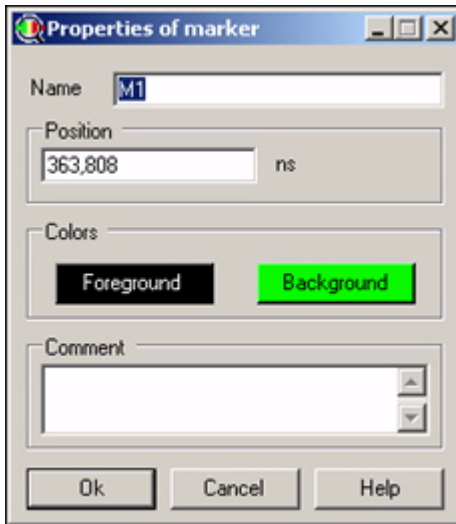 Properties of marker
Name M1
Position
363,808 ns
Colors
Foreground Background
Comment
Ok Cancel Help